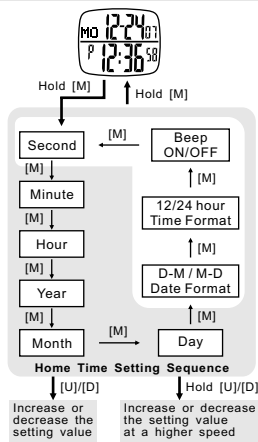 MO 12-24 07
P 12:36 58
Hold [M]
Hold [M]
Second
[M]
Beep
ON/OFF
[M]
[M]
Minute
12/24 hour
Time Format
[M]
[M]
Hour
D-M / M-D
Date Format
[M]
[M]
Year
[M]
Month
[M]
Day
Home Time Setting Sequence
[U]/[D]
Hold [U]/[D]
Increase or
decrease the
setting value
Increase or decrease
the setting value
at a higher speed